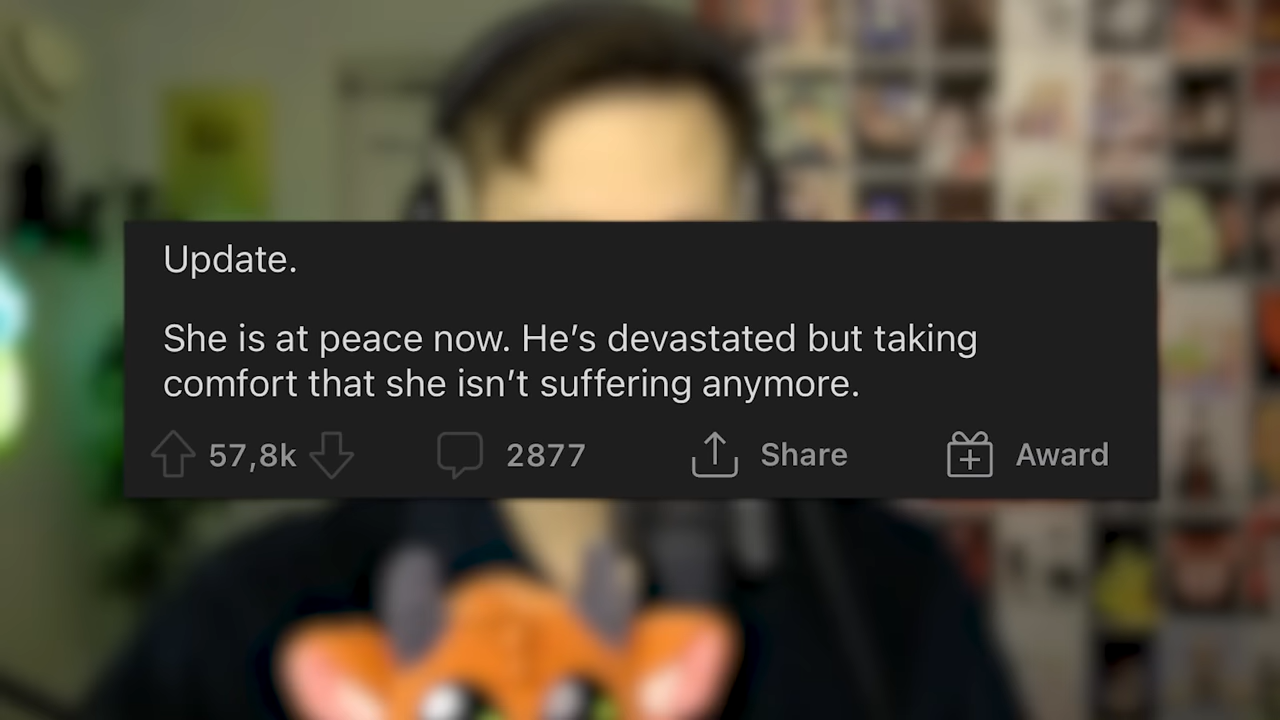 Update.
She is at peace now. He’s devastated but taking
comfort that she isn’t suffering anymore.
57,8k 2877 Share Award